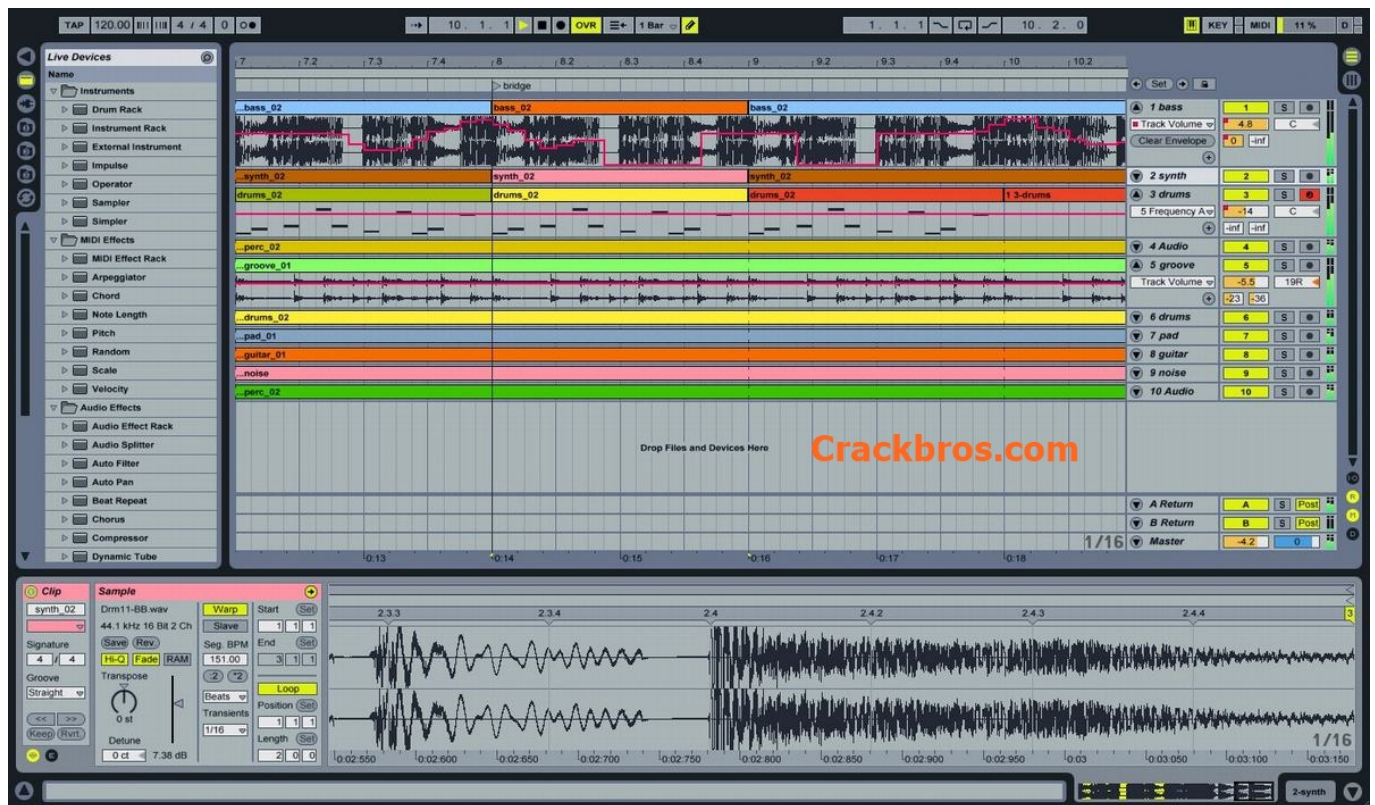 TAP 120.00 4 / 4 0
10. 1. 1 OVR 1 Bar
1. 1. 1 10. 2. 0
KEY MIDI 11 % D
Live Devices
Name
Instruments
Drum Rack
Instrument Rack
External Instrument
Impulse
Operator
Sampler
Simpler
MIDI Effects
MIDI Effect Rack
Arpeggiator
Chord
Note Length
Pitch
Random
Scale
Velocity
Audio Effects
Audio Effect Rack
Audio Splitter
Auto Filter
Auto Pan
Beat Repeat
Chorus
Compressor
Dynamic Tube
7 7.2 7.3 7.4 8 8.2 8.3 8.4 9 9.2 9.3 9.4 10 10.2
bridge
Set
...bass_02 bass_02 bass_02
...synth_02 synth_02 synth_02
drums_02 drums_02 drums_02 1 3-drums
...perc_02
...groove_01
...drums_02
...pad_01
...guitar_01
...noise
...perc_02
Drop Files and Devices Here
Crackbros.com
1/16
0:13 0:14 0:15 0:16 0:17 0:18
1 bass 1 S
Track Volume 4.8 C
Clear Envelope 0 -inf
2 synth 2 S
3 drums 3 S
5 Frequency A -14 C
-inf -inf
4 Audio 4 S
5 groove 5 S
Track Volume -5.5 19R
-23 -36
6 drums 6 S
7 pad 7 S
8 guitar 8 S
9 noise 9 S
10 Audio 10 S
A Return A S Post
B Return B S Post
Master -4.2 0
R
D
Clip
synth_02
Signature
4 / 4
Groove
Straight
<< >>
Keep Rvrt.
E
Sample
Drm11-BB.wav
44.1 kHz 16 Bit 2 Ch
Save Rev.
Hi-Q Fade RAM
Transpose
0 st
Detune
0 ct 7.38 dB
Warp
Slave
Seg. BPM
151.00
:2 *2
Beats
Transients
1/16
Start Set
1 1 1
End Set
3 1 1
Loop
Position Set
1 1 1
Length Set
2 0 0
2.3.3 2.3.4 2.4 2.4.2 2.4.3 2.4.4 3
1/16
0:02:550 0:02:600 0:02:650 0:02:700 0:02:750 0:02:800 0:02:850 0:02:900 0:02:950 0:03 0:03:050 0:03:100 0:03:150
2-synth